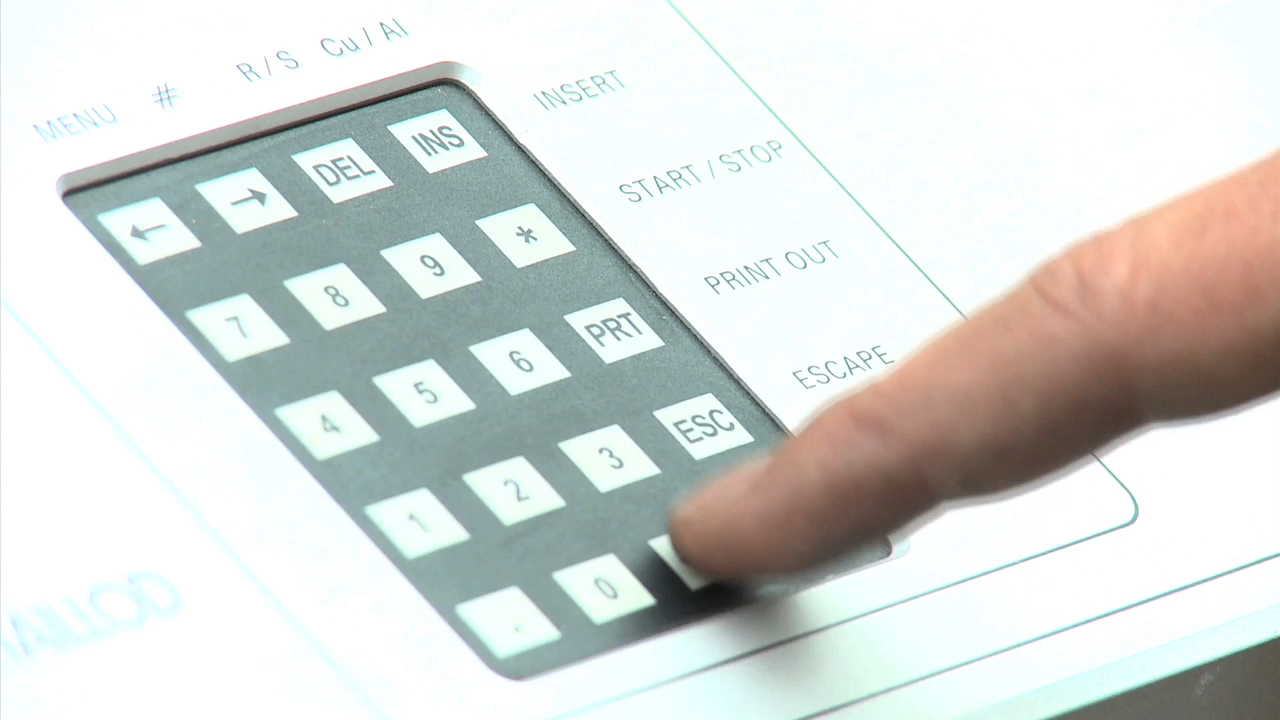 MENU # R/S Cu/Al
← → DEL INS INSERT
7 8 9 * START/STOP
4 5 6 PRT PRINT OUT
1 2 3 ESC ESCAPE
. 0
AILLOD